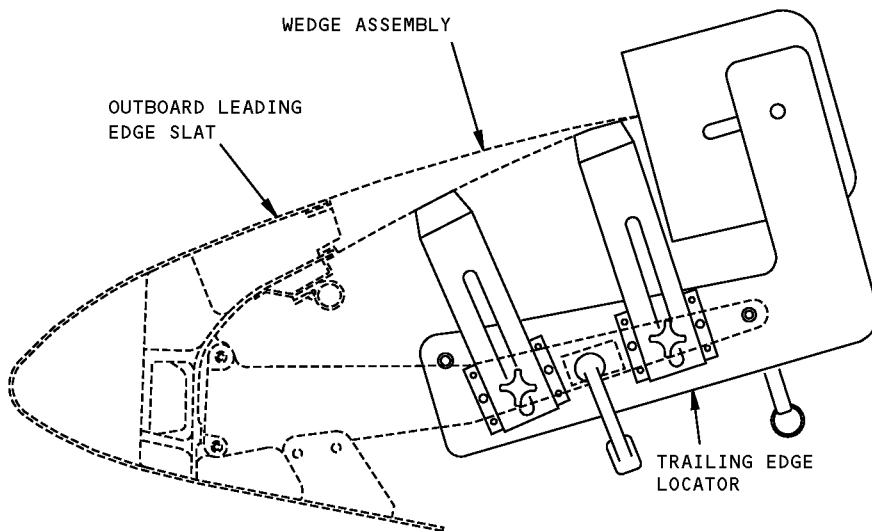 WEDGE ASSEMBLY
OUTBOARD LEADING
EDGE SLAT
TRAILING EDGE
LOCATOR